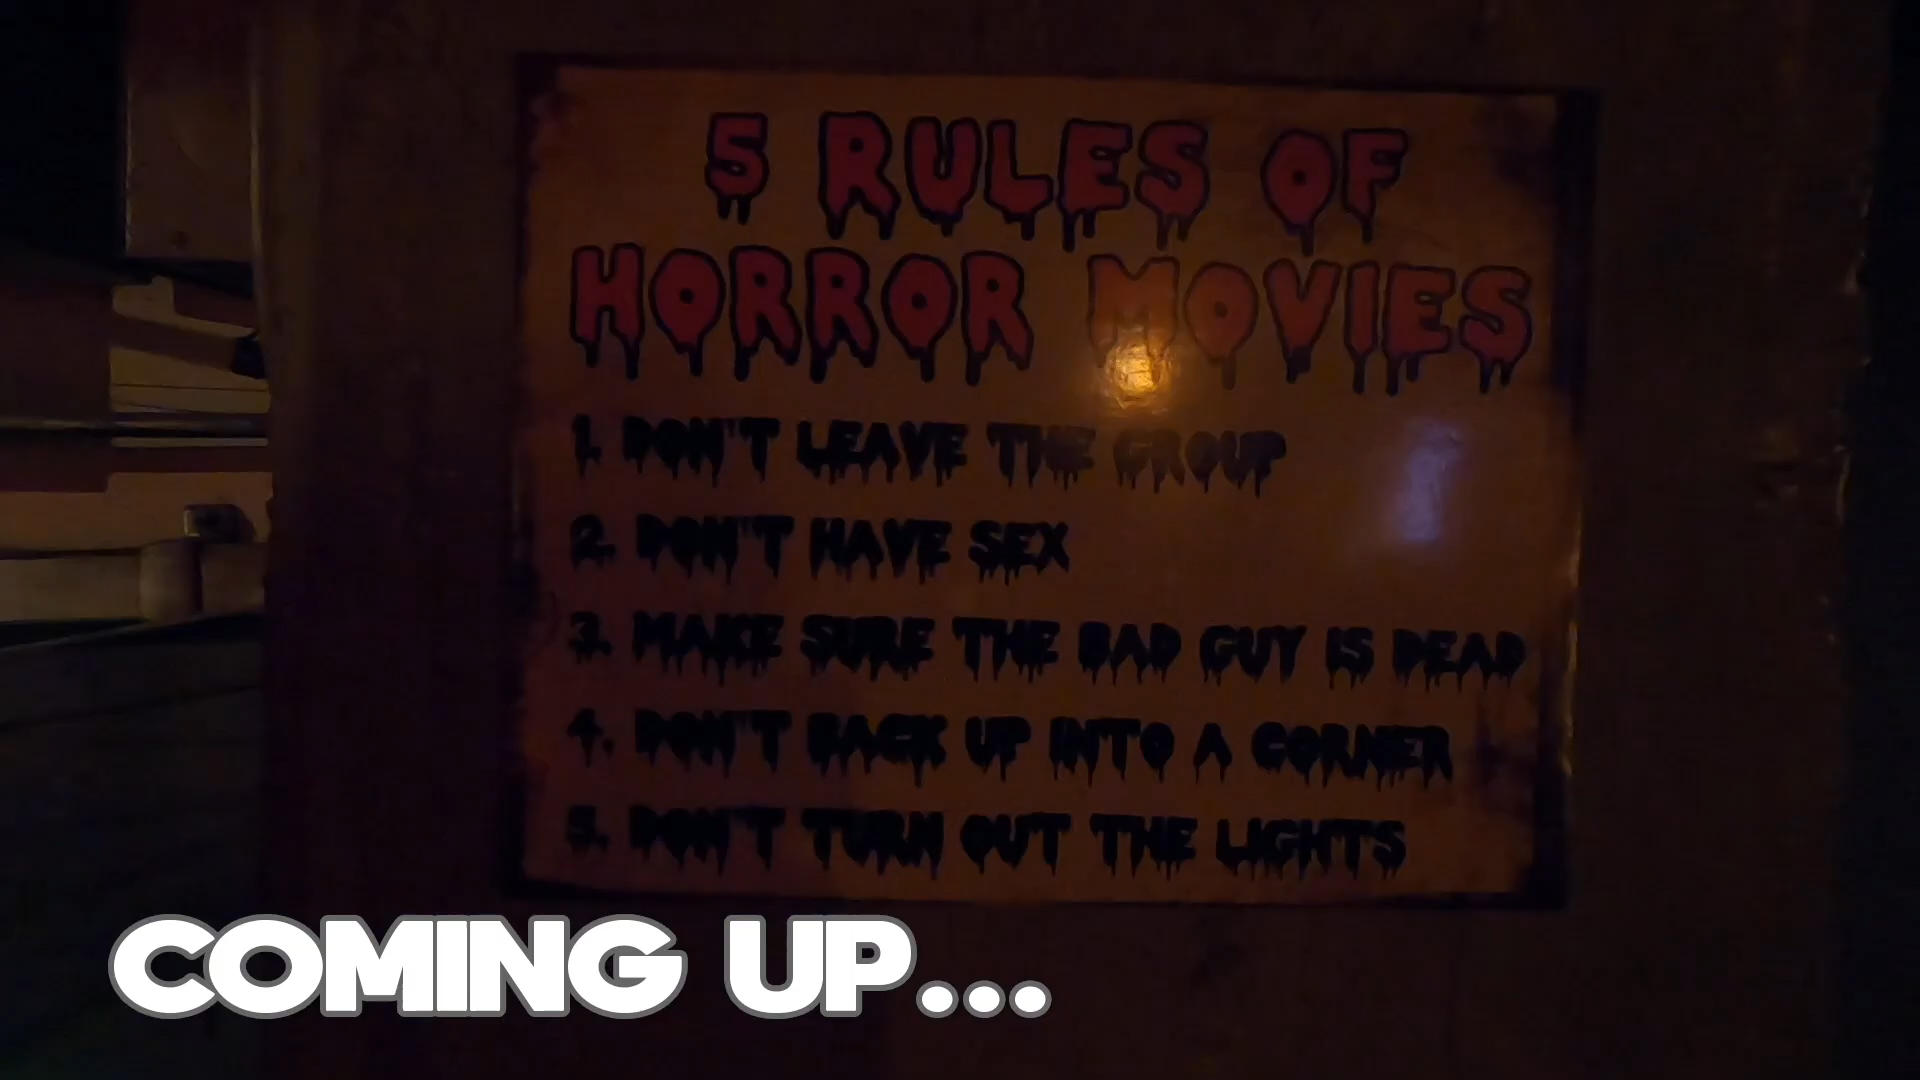 5 RULES OF
HORROR MOVIES
1. DON'T LEAVE THE GROUP
2. DON'T HAVE SEX
3. MAKE SURE THE BAD GUY IS DEAD
4. DON'T BACK UP INTO A CORNER
5. DON'T TURN OUT THE LIGHTS
COMING UP...